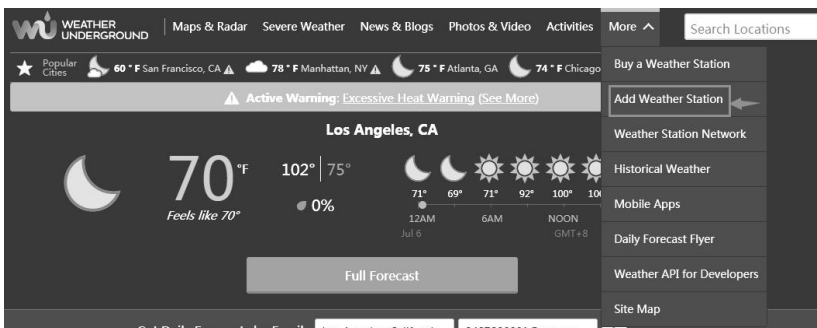 WEATHER UNDERGROUND
Maps & Radar Severe Weather News & Blogs Photos & Video Activities More
Search Locations
Popular Cities
60 ° F San Francisco, CA 78 ° F Manhattan, NY 75 ° F Atlanta, GA 74 ° F Chicago
Active Warning: Excessive Heat Warning (See More)
Los Angeles, CA
70 °F
Feels like 70°
102° | 75°
0%
71° 69° 71° 92° 100°
12AM 6AM NOON
Jul 6 GMT+8
Full Forecast
Buy a Weather Station
Add Weather Station
Weather Station Network
Historical Weather
Mobile Apps
Daily Forecast Flyer
Weather API for Developers
Site Map